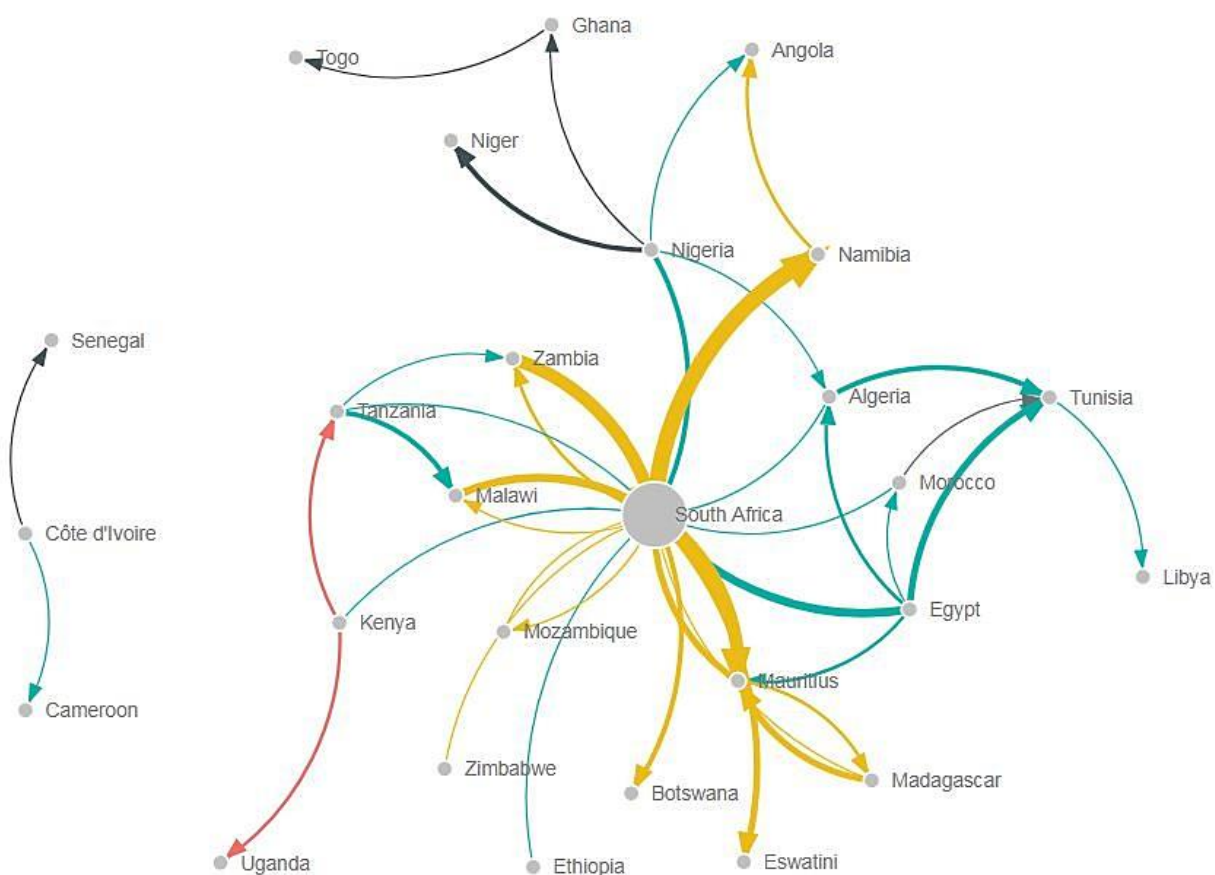 Ghana
Togo
Angola
Niger
Nigeria
Namibia
Senegal
Zambia
Tanzania
Algeria
Tunisia
Malawi
Morocco
South Africa
Côte d'Ivoire
Libya
Kenya
Mozambique
Egypt
Mauritius
Cameroon
Zimbabwe
Botswana
Madagascar
Uganda
Ethiopia
Eswatini